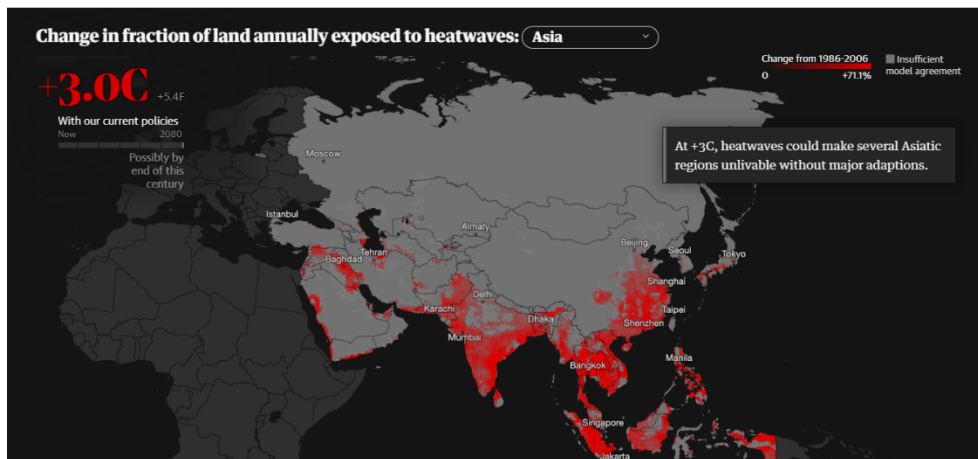 Change in fraction of land annually exposed to heatwaves: Asia
+3.0C +5.4F
With our current policies
Now 2080
Possibly by
end of this
century
Change from 1986-2006
0 +71.1%
Insufficient
model agreement
At +3C, heatwaves could make several Asiatic
regions unlivable without major adaptions.
Moscow
Istanbul
Almaty
Beijing
Seoul
Tokyo
Tehran
Baghdad
Shanghai
Delhi
Karachi
Taipei
Dhaka
Shenzhen
Mumbai
Manila
Bangkok
Singapore
Jakarta